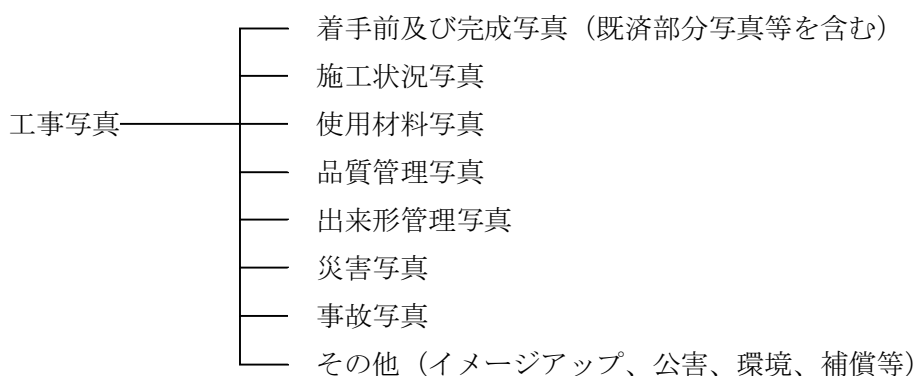 着手前及び完成写真（既済部分写真等を含む）
施工状況写真
工事写真
使用材料写真
品質管理写真
出来形管理写真
災害写真
事故写真
その他（イメージアップ、公害、環境、補償等）